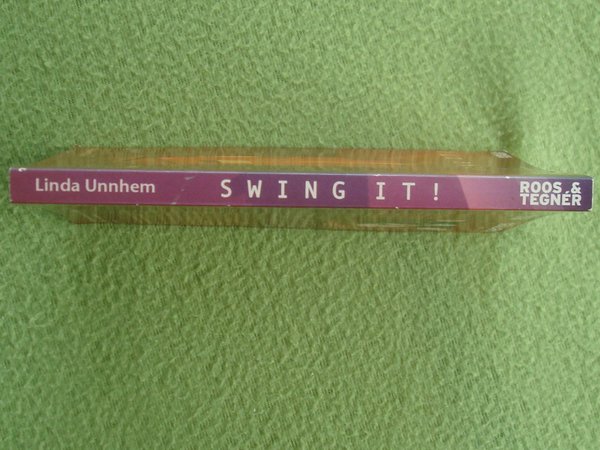 Linda Unnhem
SWING IT!
ROOS &
TEGNÉR